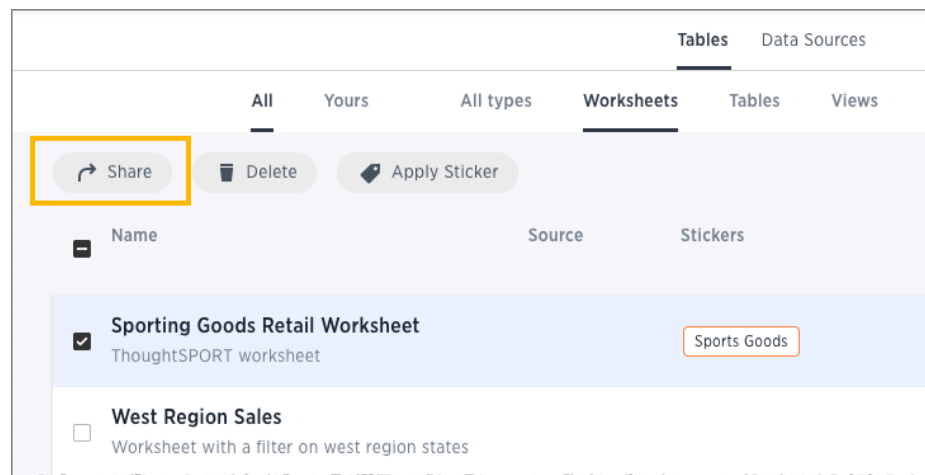 Tables Data Sources
All Yours All types Worksheets Tables Views
Share Delete Apply Sticker
Name Source Stickers
Sporting Goods Retail Worksheet
Sports Goods
ThoughtSPORT worksheet
West Region Sales
Worksheet with a filter on west region states